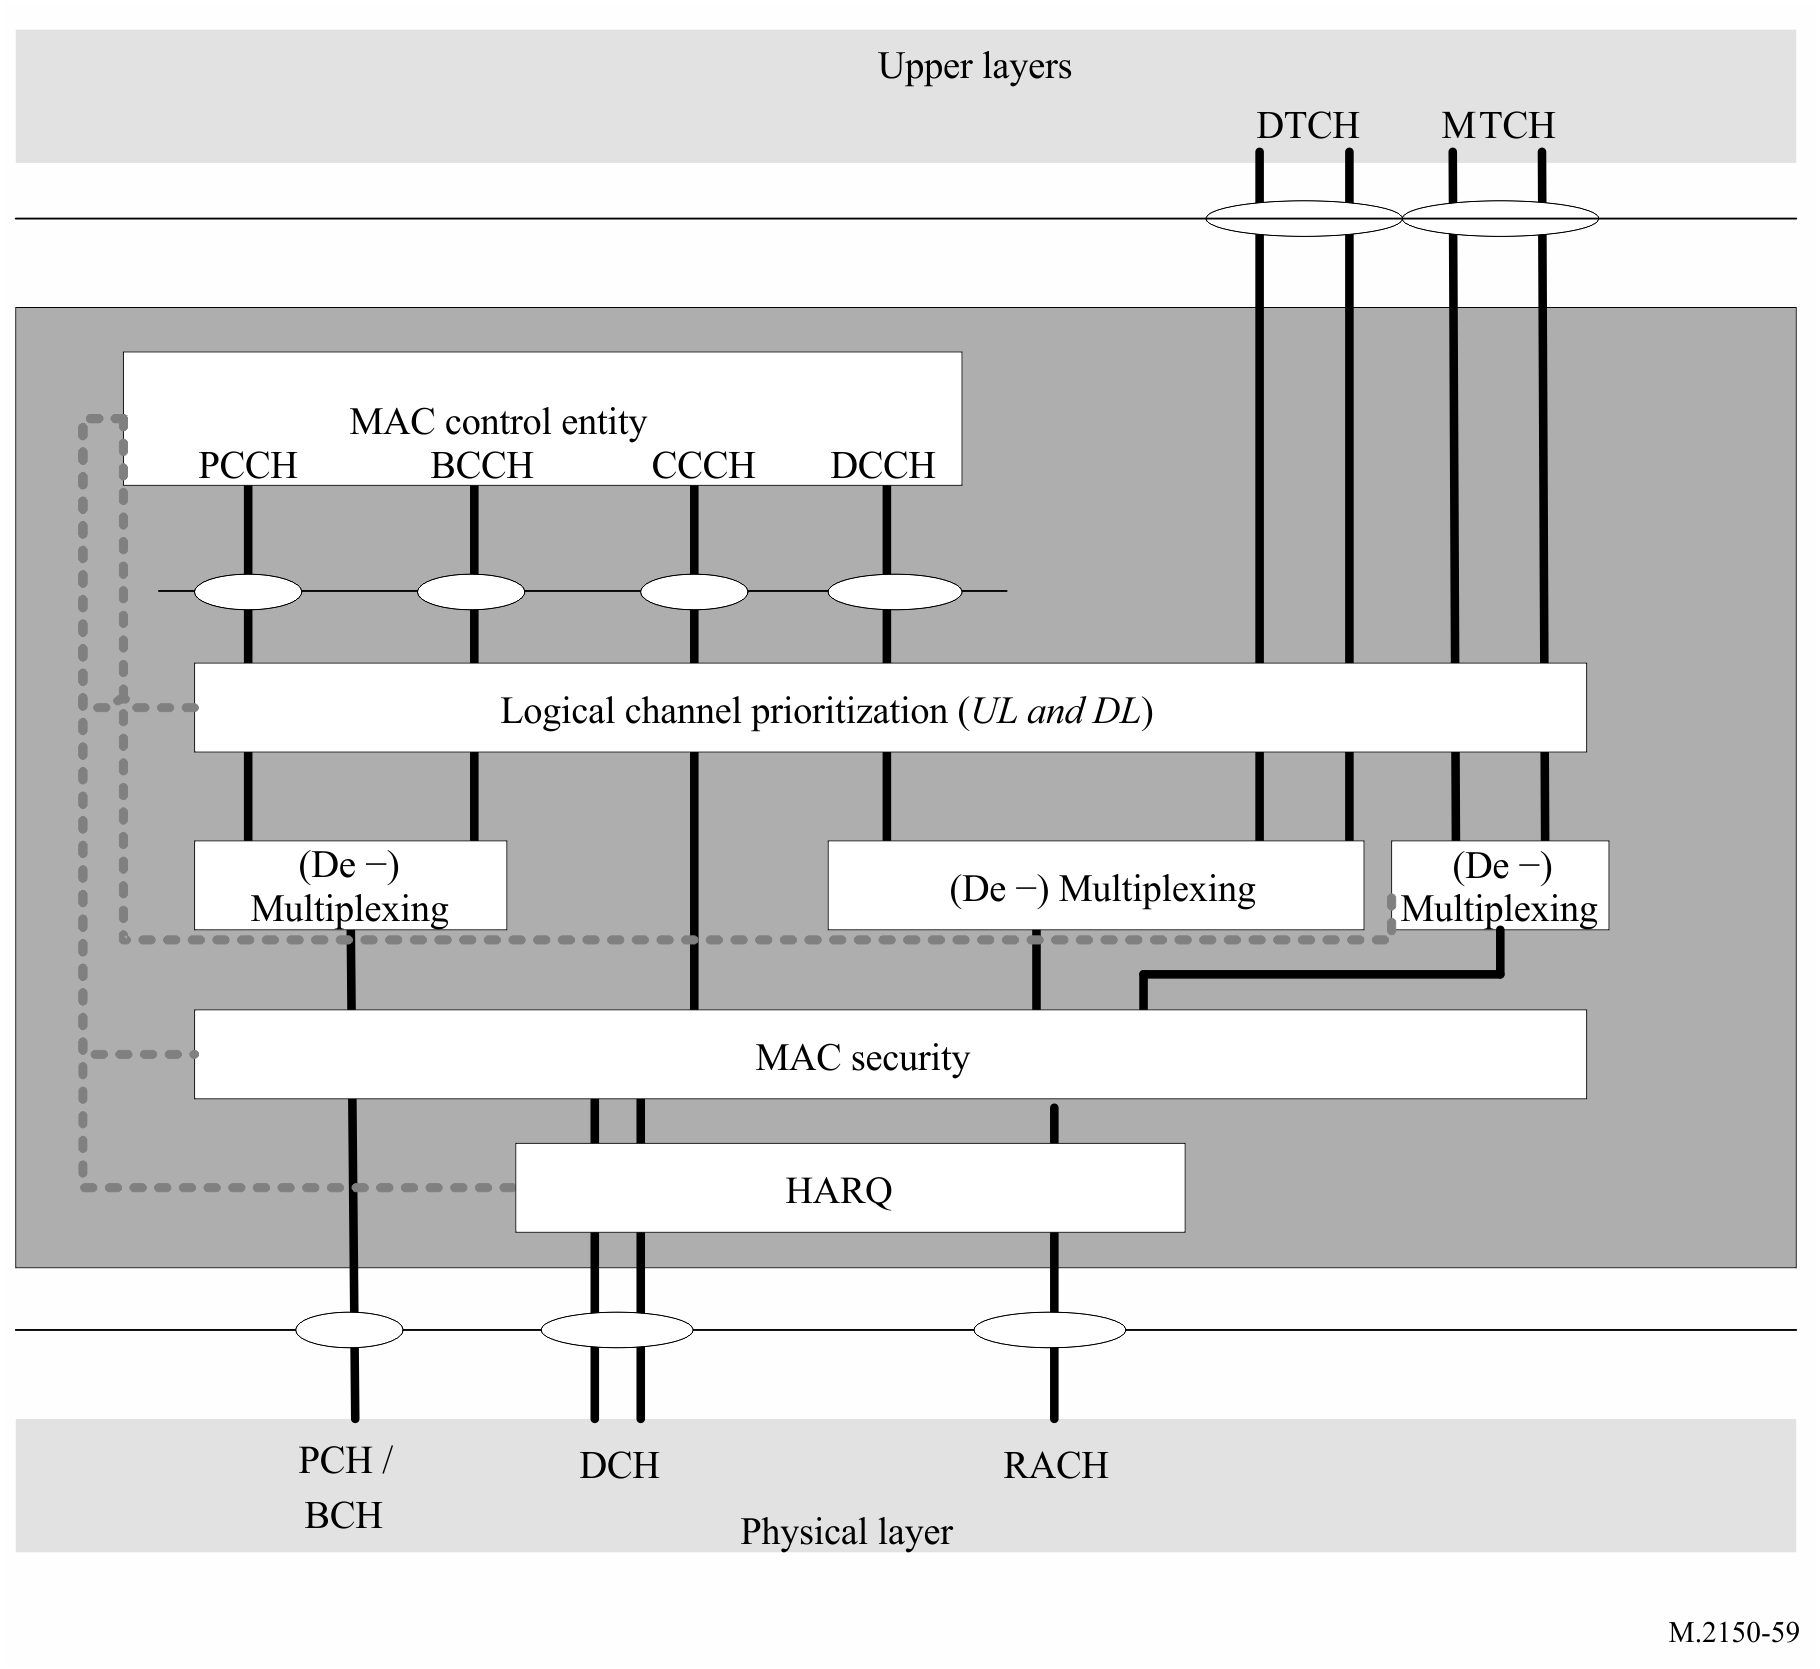 Upper layers
DTCH
MTCH
MAC control entity
PCCH
BCCH
CCCH
DCCH
Logical channel prioritization (UL and DL)
(De –)
Multiplexing
(De –) Multiplexing
(De –)
Multiplexing
MAC security
HARQ
PCH /
BCH
DCH
RACH
Physical layer
M.2150-59